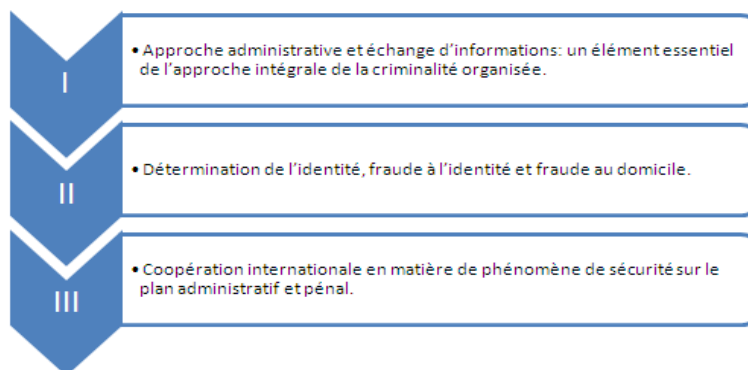 I
• Approche administrative et échange d’informations: un élément essentiel
de l’approche intégrale de la criminalité organisée.
II
• Détermination de l’identité, fraude à l’identité et fraude au domicile.
III
• Coopération internationale en matière de phénomène de sécurité sur le
plan administratif et pénal.